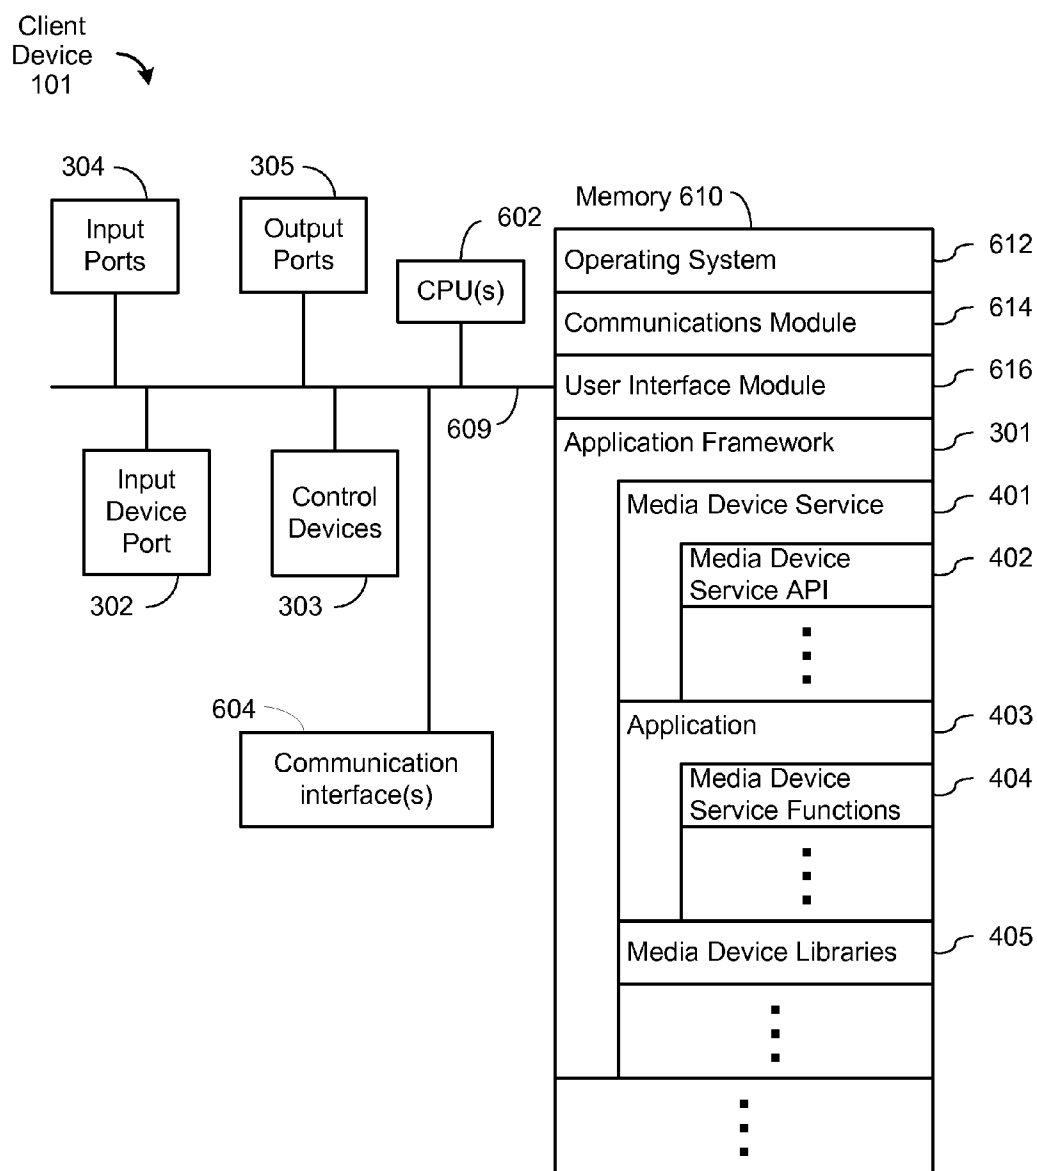 Client
Device
101
304
305
Memory 610
602
Input
Ports
Output
Ports
CPU(s)
Operating System
612
Communications Module
614
User Interface Module
616
609
Application Framework
301
Input
Device
Port
Control
Devices
302
303
Media Device Service
401
Media Device
Service API
402
604
Communication
interface(s)
Application
403
Media Device
Service Functions
404
Media Device Libraries
405